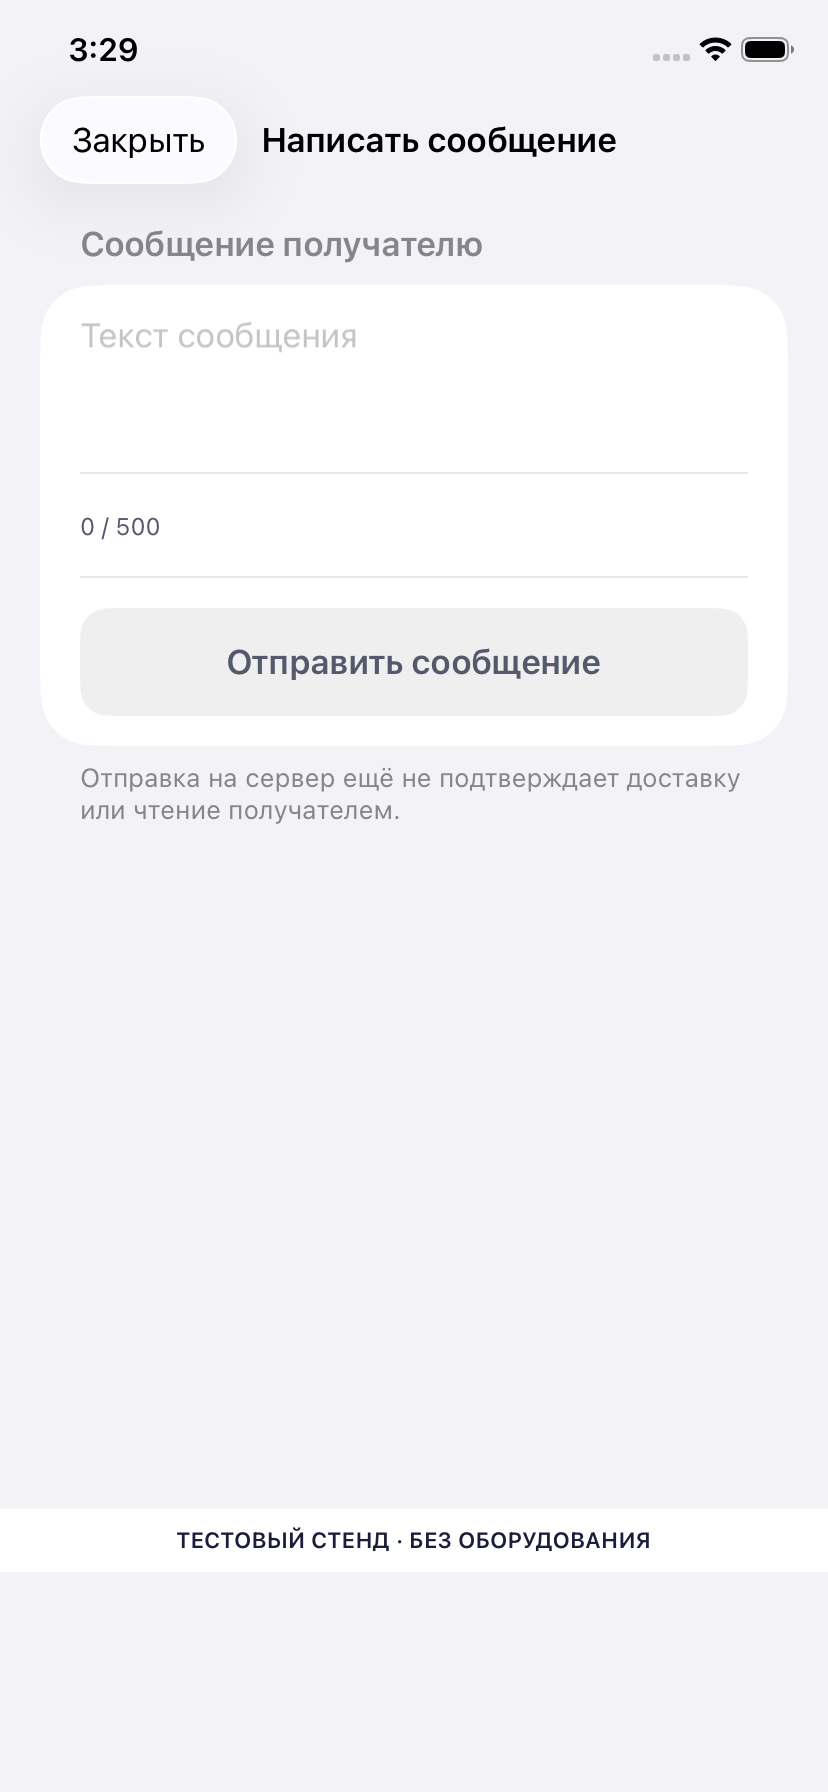 3:29
Закрыть
Написать сообщение
Сообщение получателю
Текст сообщения
0 / 500
Отправить сообщение
Отправка на сервер ещё не подтверждает доставку
или чтение получателем.
ТЕСТОВЫЙ СТЕНД · БЕЗ ОБОРУДОВАНИЯ